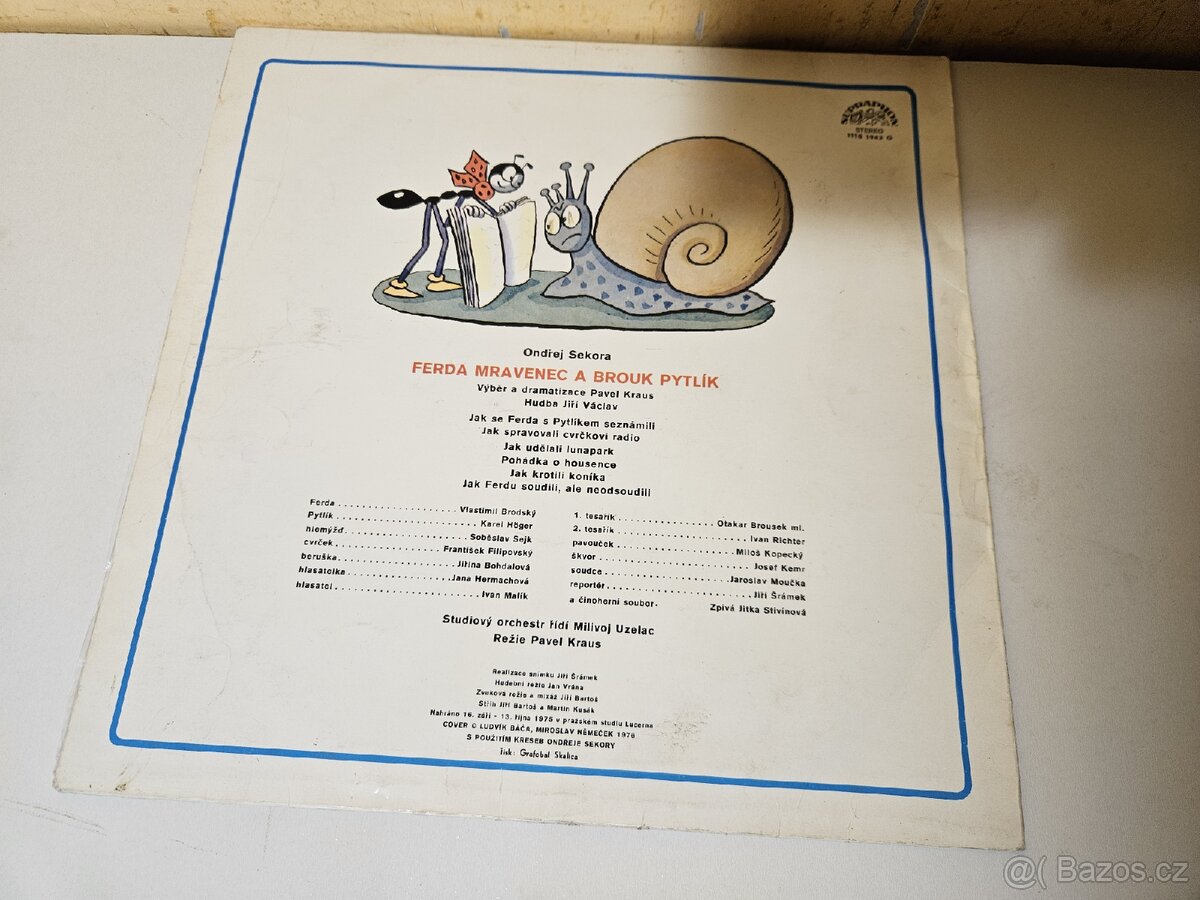 SUPRAPHON
STEREO
1118 1943 G
Ondřej Sekora
FERDA MRAVENEC A BROUK PYTLÍK
Výběr a dramatizace Pavel Kraus
Hudba Jiří Václav
Jak se Ferda s Pytlíkem seznámili
Jak spravovali cvrčkovi radio
Jak udělali lunapark
Pohádka o housence
Jak krotili koníka
Jak Ferdu soudili, ale neodsoudili
Ferda Vlastimil Brodský
Pytlík Karel Höger
hlemýžď Soběslav Sejk
cvrček František Filipovský
beruška Jiřina Bohdalová
hlasatelka Jana Hermachová
hlasatel Ivan Malík
1. tesařík Otakar Brousek ml.
2. tesařík Ivan Richter
pavouček Miloš Kopecký
škvor Josef Kemr
soudce Jaroslav Moučka
reportér Jiří Šrámek
a činoherní soubor. Zpívá Jitka Stivínová
Studiový orchestr řídí Milivoj Uzelac
Režie Pavel Kraus
Realizace snímku Jiří Šrámek
Hudební režie Jan Vrána
Zvuková režie a mixáž Jiří Bartoš
Střih Jiří Bartoš a Martin Kusák
Nahráno 16. září - 13. října 1975 v pražském studiu Lucerna
COVER © LUDVÍK BÁČA, MIROSLAV NĚMEČEK 1976
S POUŽITÍM KRESEB ONDŘEJE SEKORY
Tisk: Grafobal Skalica
@( Bazos.cz